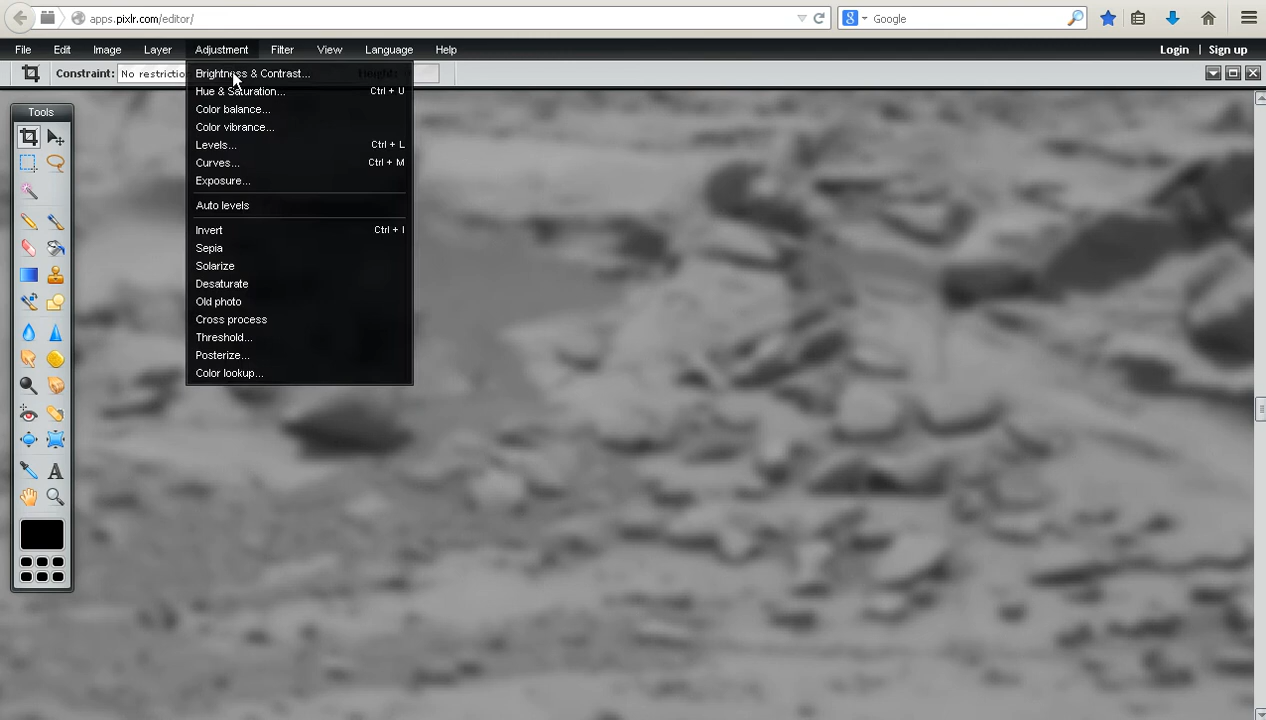 apps.pixlr.com/editor/
Google
File Edit Image Layer Adjustment Filter View Language Help Login | Sign up
Constraint: No restriction
Brightness & Contrast...
Hue & Saturation... Ctrl + U
Color balance...
Color vibrance...
Levels... Ctrl + L
Curves... Ctrl + M
Exposure...
Auto levels
Invert Ctrl + I
Sepia
Solarize
Desaturate
Old photo
Cross process
Threshold...
Posterize...
Color lookup...
Tools